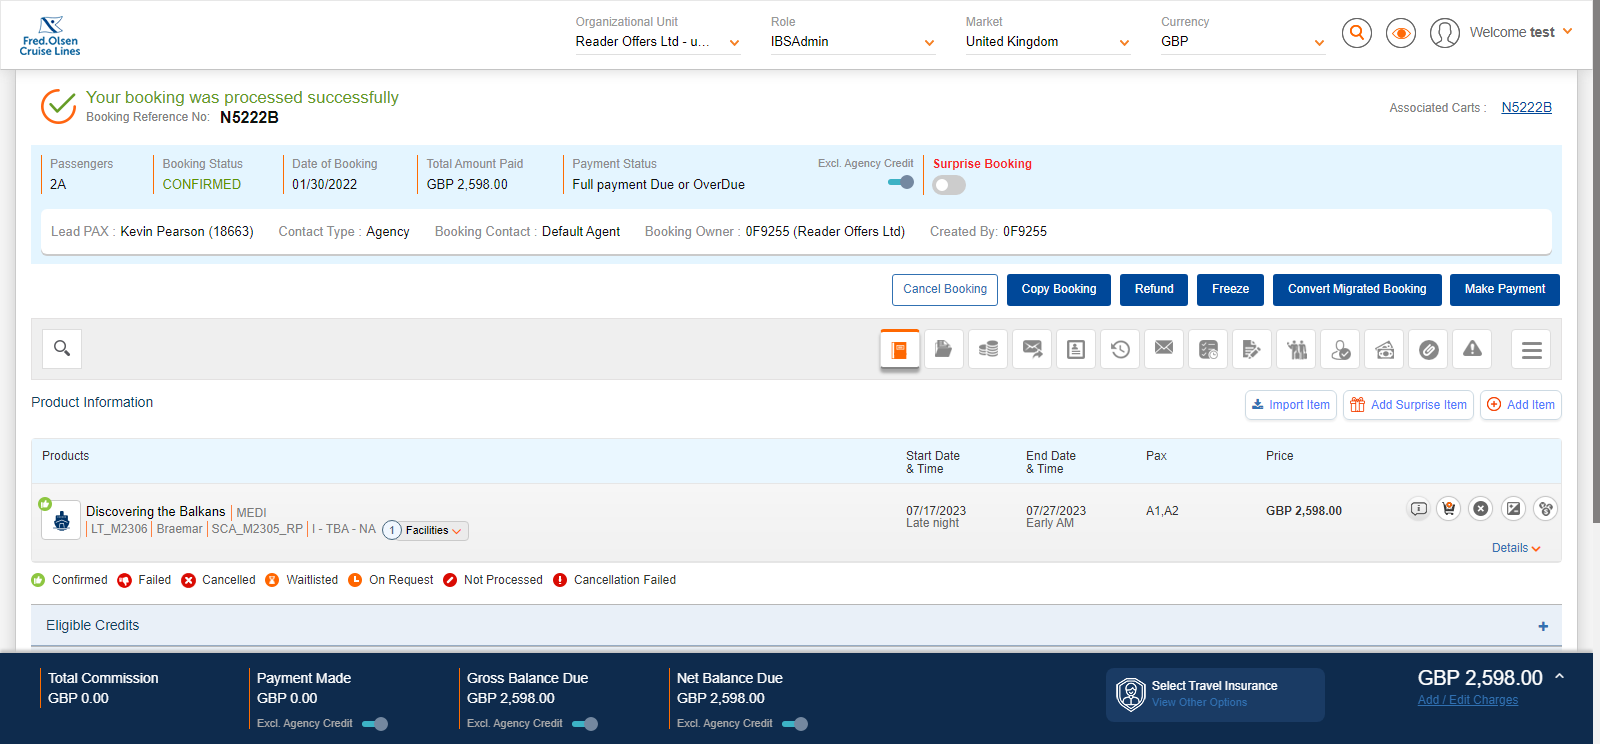 Fred.Olsen
Cruise Lines
Organizational Unit
Reader Offers Ltd - u...
Role
IBSAdmin
Market
United Kingdom
Currency
GBP
Welcome test
Your booking was processed successfully
Booking Reference No: N5222B
Associated Carts : N5222B
Passengers
2A
Booking Status
CONFIRMED
Date of Booking
01/30/2022
Total Amount Paid
GBP 2,598.00
Payment Status
Full payment Due or OverDue
Excl. Agency Credit
Surprise Booking
Lead PAX : Kevin Pearson (18663) Contact Type : Agency Booking Contact : Default Agent Booking Owner : 0F9255 (Reader Offers Ltd) Created By: 0F9255
Cancel Booking Copy Booking Refund Freeze Convert Migrated Booking Make Payment
Product Information
Import Item Add Surprise Item Add Item
Products
Start Date
& Time
End Date
& Time
Pax
Price
Discovering the Balkans MEDI
LT_M2306 Braemar SCA_M2305_RP I - TBA - NA 1 Facilities
07/17/2023
Late night
07/27/2023
Early AM
A1,A2
GBP 2,598.00
Details
Confirmed Failed Cancelled Waitlisted On Request Not Processed Cancellation Failed
Eligible Credits
Total Commission
GBP 0.00
Payment Made
GBP 0.00
Excl. Agency Credit
Gross Balance Due
GBP 2,598.00
Excl. Agency Credit
Net Balance Due
GBP 2,598.00
Excl. Agency Credit
Select Travel Insurance
View Other Options
GBP 2,598.00
Add / Edit Charges